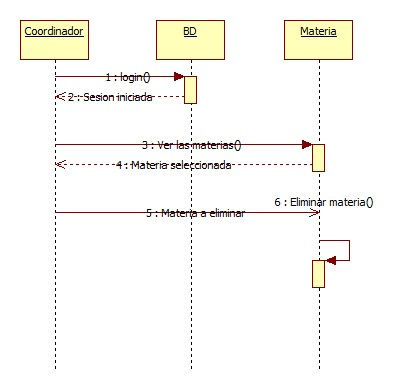 Coordinador
BD
Materia
1 : login()
2 : Sesion iniciada
3 : Ver las materias()
4 : Materia seleccionada
6 : Eliminar materia()
5 : Materia a eliminar